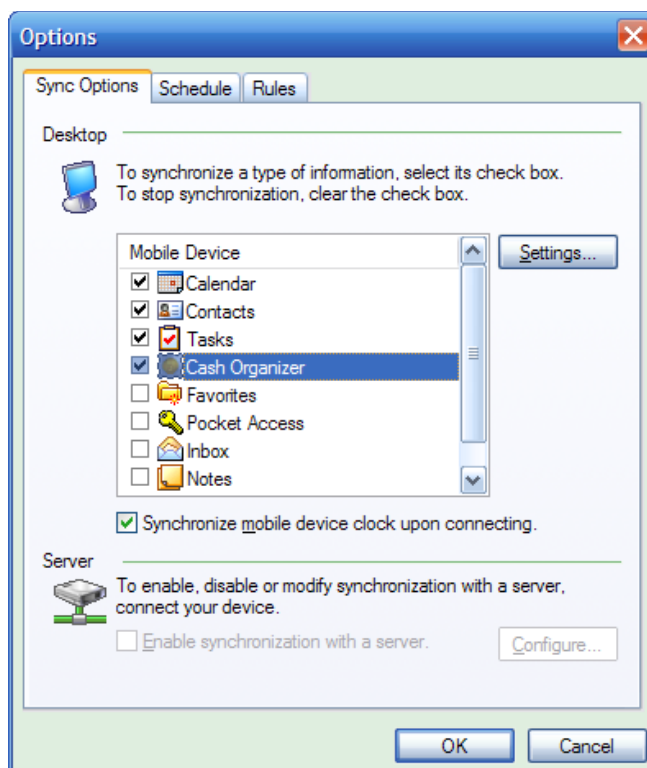 Options
Sync Options Schedule Rules
Desktop
To synchronize a type of information, select its check box.
To stop synchronization, clear the check box.
Mobile Device
Settings...
Calendar
Contacts
Tasks
Cash Organizer
Favorites
Pocket Access
Inbox
Notes
Synchronize mobile device clock upon connecting.
Server
To enable, disable or modify synchronization with a server,
connect your device.
Enable synchronization with a server.
Configure...
OK Cancel